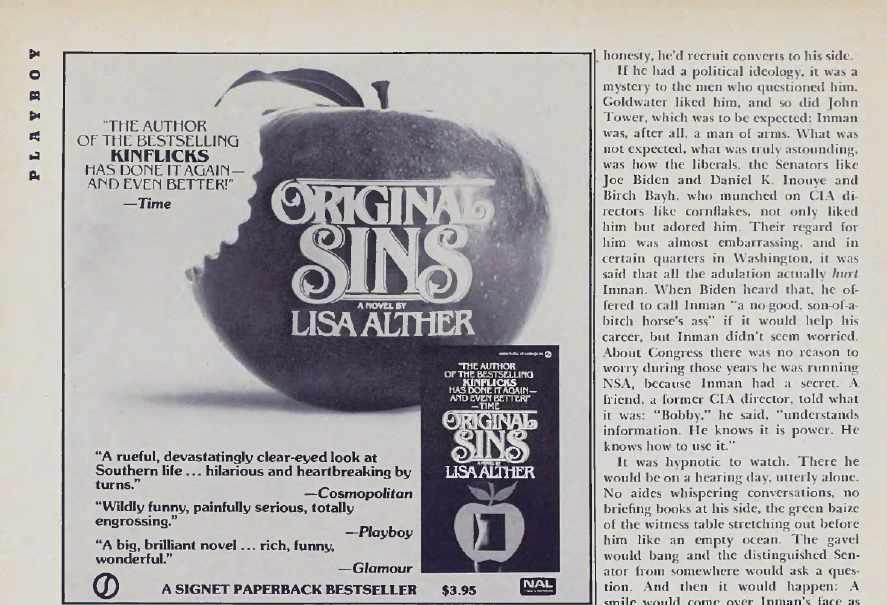 PLAYBOY
"THE AUTHOR
OF THE BESTSELLING
KINFLICKS
HAS DONE IT AGAIN—
AND EVEN BETTER!"
—Time
ORIGINAL
SINS
A NOVEL BY
LISA ALTHER
"THE AUTHOR
OF THE BESTSELLING
KINFLICKS
HAS DONE IT AGAIN—
AND EVEN BETTER!"
—TIME
ORIGINAL
SINS
A NOVEL BY
LISA ALTHER
"A rueful, devastatingly clear-eyed look at
Southern life ... hilarious and heartbreaking by
turns."
—Cosmopolitan
"Wildly funny, painfully serious, totally
engrossing."
—Playboy
"A big, brilliant novel ... rich, funny,
wonderful."
—Glamour
A SIGNET PAPERBACK BESTSELLER $3.95
NAL
honesty, he'd recruit converts to his side.
If he had a political ideology, it was a
mystery to the men who questioned him.
Goldwater liked him, and so did John
Tower, which was to be expected: Inman
was, after all, a man of arms. What was
not expected, what was truly astounding,
was how the liberals, the Senators like
Joe Biden and Daniel K. Inouye and
Birch Bayh, who munched on CIA di-
rectors like cornflakes, not only liked
him but adored him. Their regard for
him was almost embarrassing, and in
certain quarters in Washington, it was
said that all the adulation actually hurt
Inman. When Biden heard that, he of-
fered to call Inman "a no-good, son-of-a-
bitch horse's ass" if it would help his
career, but Inman didn't seem worried.
About Congress there was no reason to
worry during those years he was running
NSA, because Inman had a secret. A
friend, a former CIA director, told what
it was: "Bobby," he said, "understands
information. He knows it is power. He
knows how to use it."
It was hypnotic to watch. There he
would be on a hearing day, utterly alone.
No aides whispering conversations, no
briefing books at his side, the green baize
of the witness table stretching out before
him like an empty ocean. The gavel
would bang and the distinguished Sen-
ator from somewhere would ask a ques-
tion. And then it would happen: A
smile would come over Inman's face as